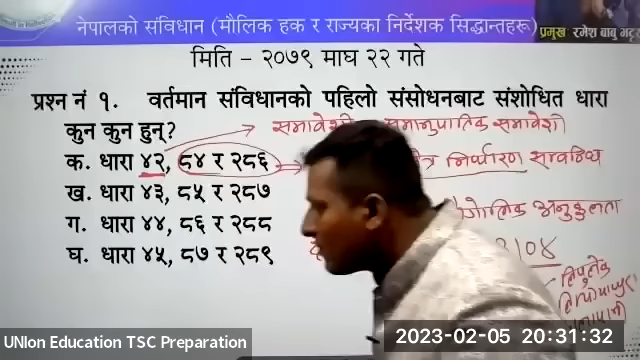 नेपालको संविधान (मौलिक हक र राज्यका निर्देशक सिद्धान्तहरू)
प्रमुख: रमेश बाबु भट्ट
मिति – २०७९ माघ २२ गते
प्रश्न नं १. वर्तमान संविधानको पहिलो संसोधनबाट संशोधित धारा
कुन कुन हुन्?
समावेशी समानुपातिक समावेशी
क. धारा ४२, ८४ र २८६
निर्धारण सम्बन्धि
ख. धारा ४३, ८५ र २८७
अनुकुलता
ग. धारा ४४, ८६ र २८८
घ. धारा ४५, ८७ र २८९
UNIon Education TSC Preparation
2023-02-05 20:31:32